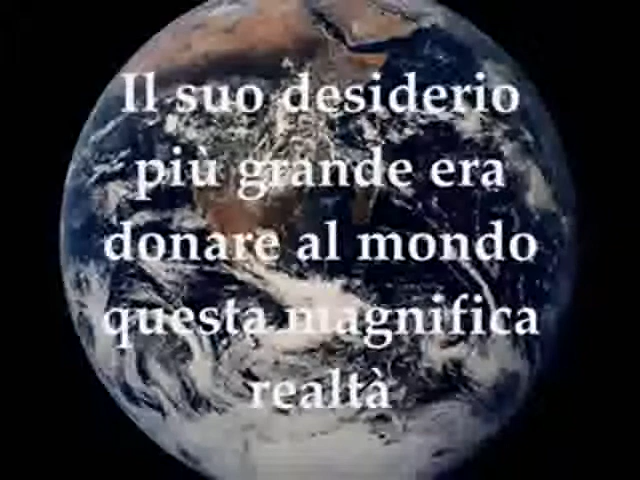 Il suo desiderio
più grande era
donare al mondo
questa magnifica
realtà